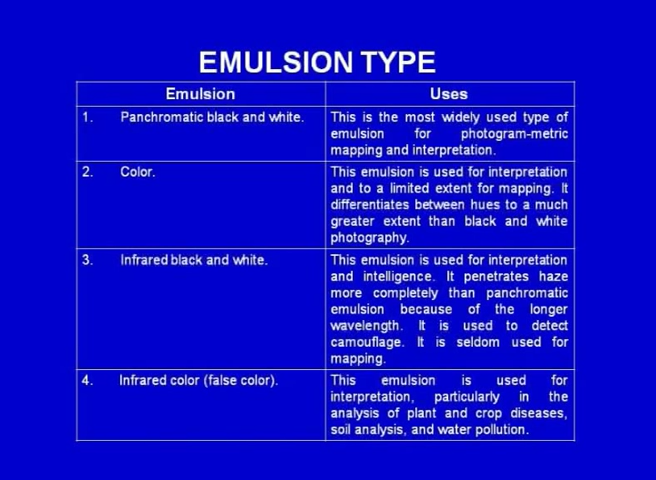 EMULSION TYPE
Emulsion Uses
1. Panchromatic black and white. This is the most widely used type of
emulsion for photogram-metric
mapping and interpretation.
2. Color. This emulsion is used for interpretation
and to a limited extent for mapping. It
differentiates between hues to a much
greater extent than black and white
photography.
3. Infrared black and white. This emulsion is used for interpretation
and intelligence. It penetrates haze
more completely than panchromatic
emulsion because of the longer
wavelength. It is used to detect
camouflage. It is seldom used for
mapping.
4. Infrared color (false color). This emulsion is used for
interpretation, particularly in the
analysis of plant and crop diseases,
soil analysis, and water pollution.